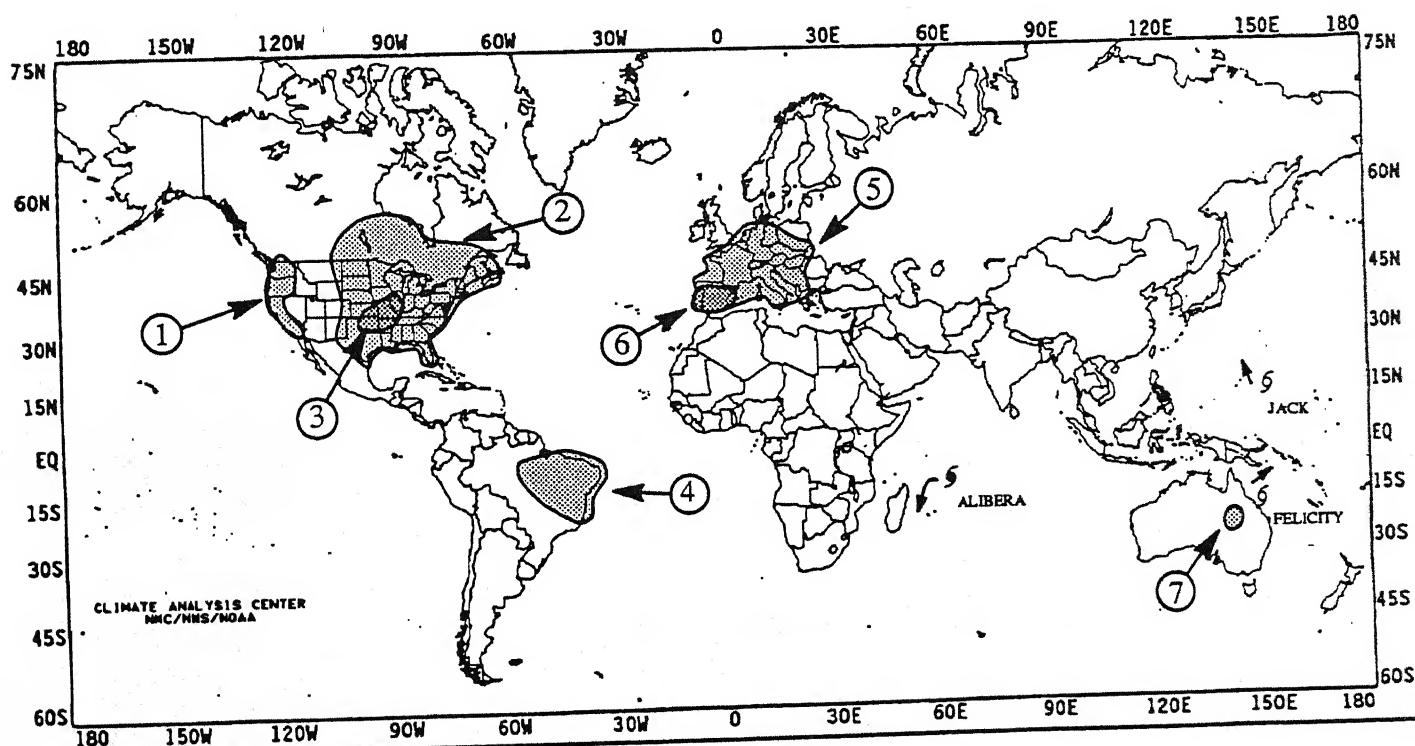 180 150W 120W 90W 60W 30W 0 30E 60E 90E 120E 150E 180
75N 75N
60N 60N
45N 45N
30N 30N
15N 15N
EQ EQ
15S 15S
30S 30S
45S 45S
60S 60S
5
2
1
6
3
JACK
4
ALIBERA
FELICITY
7
CLIMATE ANALYSIS CENTER
NMC/NWS/NOAA
180 150W 120W 90W 60W 30W 0 30E 60E 90E 120E 150E 180